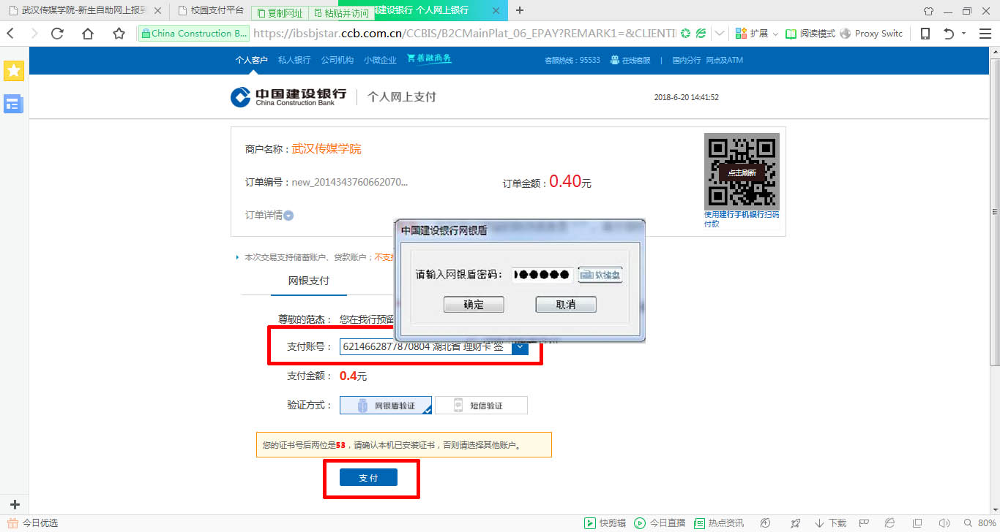 武汉传媒学院-新生自助网上报到
校园支付平台
复制网址
粘贴并访问
国建设银行 个人网上银行
China Construction B...
https://ibsbjstar.ccb.com.cn/CCBIS/B2CMainPlat_06_EPAY?REMARK1=&CLIENTI
扩展
阅读模式
Proxy Switc
个人客户 私人银行 公司机构 小微企业 善融商务
客服热线：95533 在线客服 | 国内分行 网点及ATM
中国建设银行
China Construction Bank
个人网上支付
2018-6-20 14:41:52
商户名称：武汉传媒学院
订单编号：new_2014343760662070...
订单金额：0.40元
订单详情
点击刷新
使用建行手机银行扫码
付款
中国建设银行网银盾
请输入网银盾密码：
软键盘
确定
取消
本次交易支持储蓄账户、贷款账户；不支持
网银支付
尊敬的范杰： 您在我行预留
支付账号： 6214662877870804 湖北省 理财卡 签
支付金额： 0.4元
验证方式： 网银盾验证 短信验证
您的证书号后两位是53，请确认本机已安装证书，否则请选择其他账户。
支付
今日优选
快剪辑
今日直播
热点资讯
下载
80%